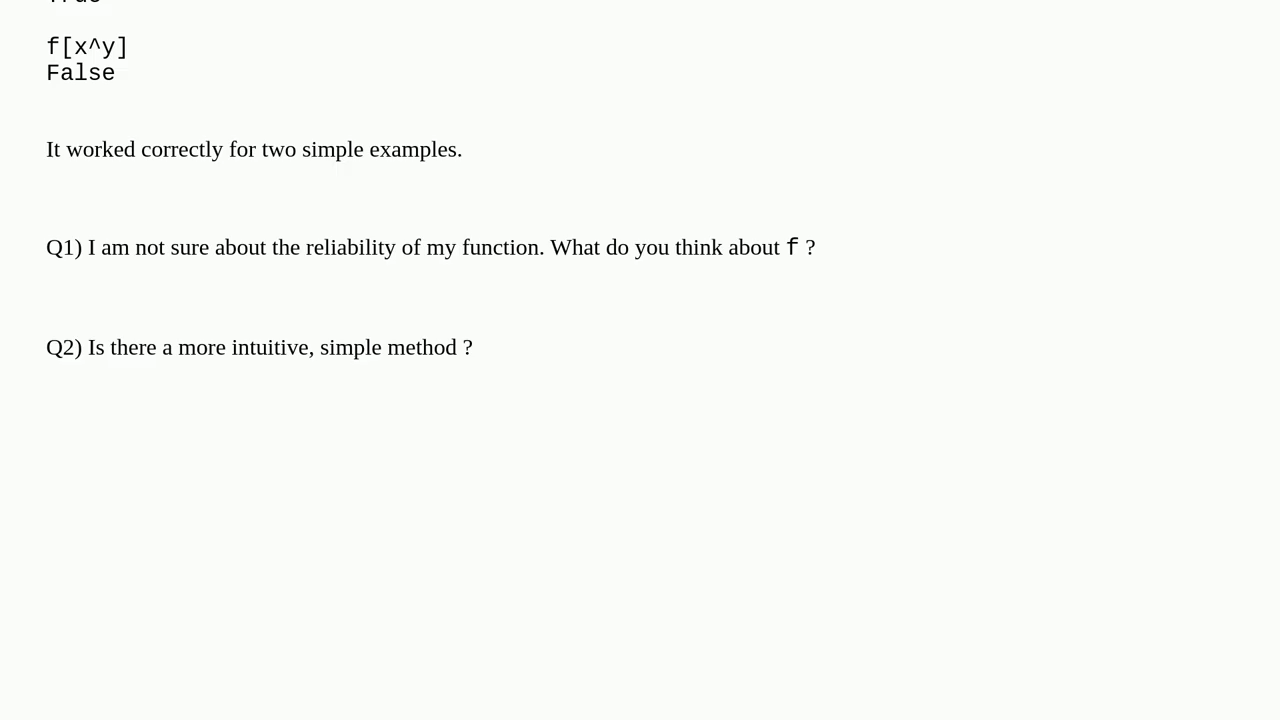 True
f[x^y]
False
It worked correctly for two simple examples.
Q1) I am not sure about the reliability of my function. What do you think about f ?
Q2) Is there a more intuitive, simple method ?